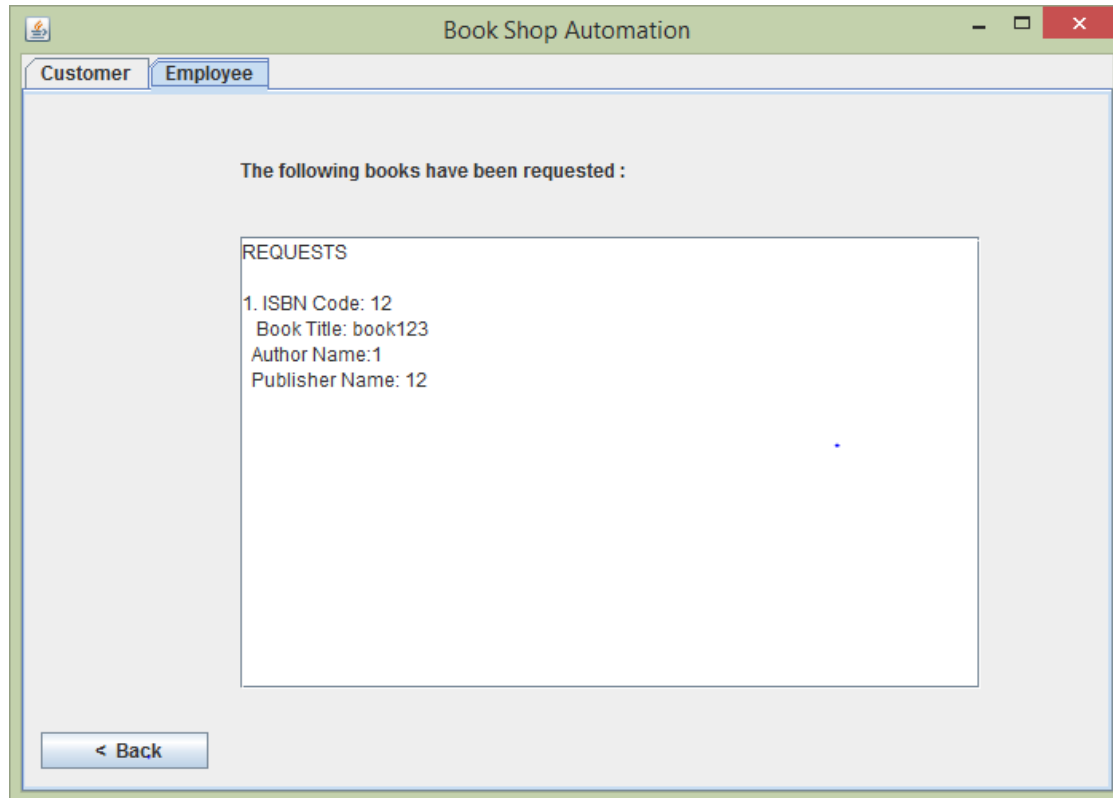 Book Shop Automation
Customer Employee
The following books have been requested :
REQUESTS
1. ISBN Code: 12
Book Title: book123
Author Name:1
Publisher Name: 12
< Back